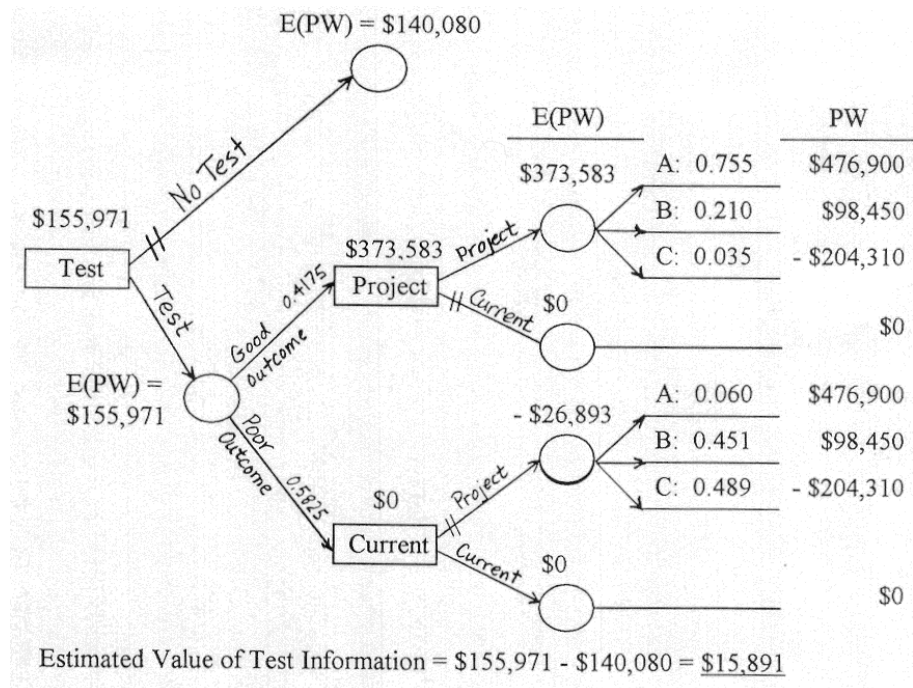 E(PW) = $140,080
No Test
E(PW)
PW
$373,583
A: 0.755
$476,900
B: 0.210
$98,450
C: 0.035
- $204,310
$155,971
Test
$373,583
Project
Project
Current
$0
$0
Test
Good
outcome
0.4175
E(PW) =
$155,971
Poor
Outcome
0.5825
- $26,893
A: 0.060
$476,900
B: 0.451
$98,450
C: 0.489
- $204,310
$0
Current
Project
Current
$0
$0
Estimated Value of Test Information = $155,971 - $140,080 = $15,891